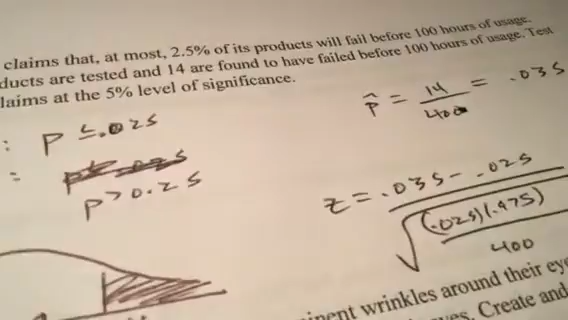 claims that, at most, 2.5% of its products will fail before 100 hours of usage.
ducts are tested and 14 are found to have failed before 100 hours of usage. Test
laims at the 5% level of significance.
: P ≤ .025
:
P > 0.25
p̂ = 14/400 = .035
z = .035 - .025 / √((.025)(.975)/400)
inent wrinkles around their eye
ves. Create and